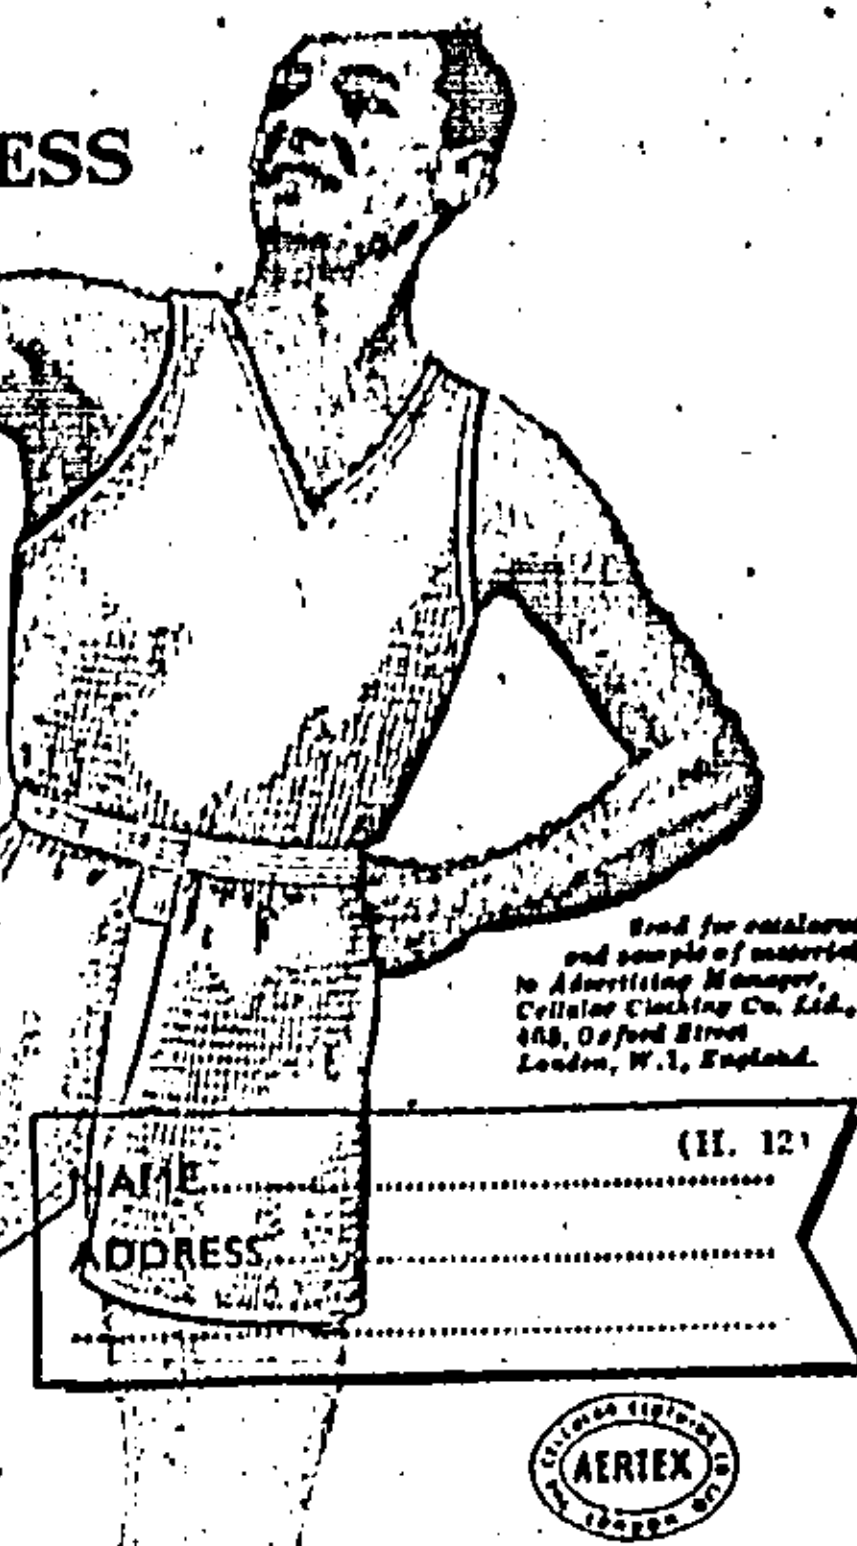 ESS
Send for catalogue
and sample of material
to Advertising Manager,
Cellular Clothing Co. Ltd.,
465, Oxford Street
London, W.1, England.
(H. 12)
NAME
ADDRESS
AERTEX